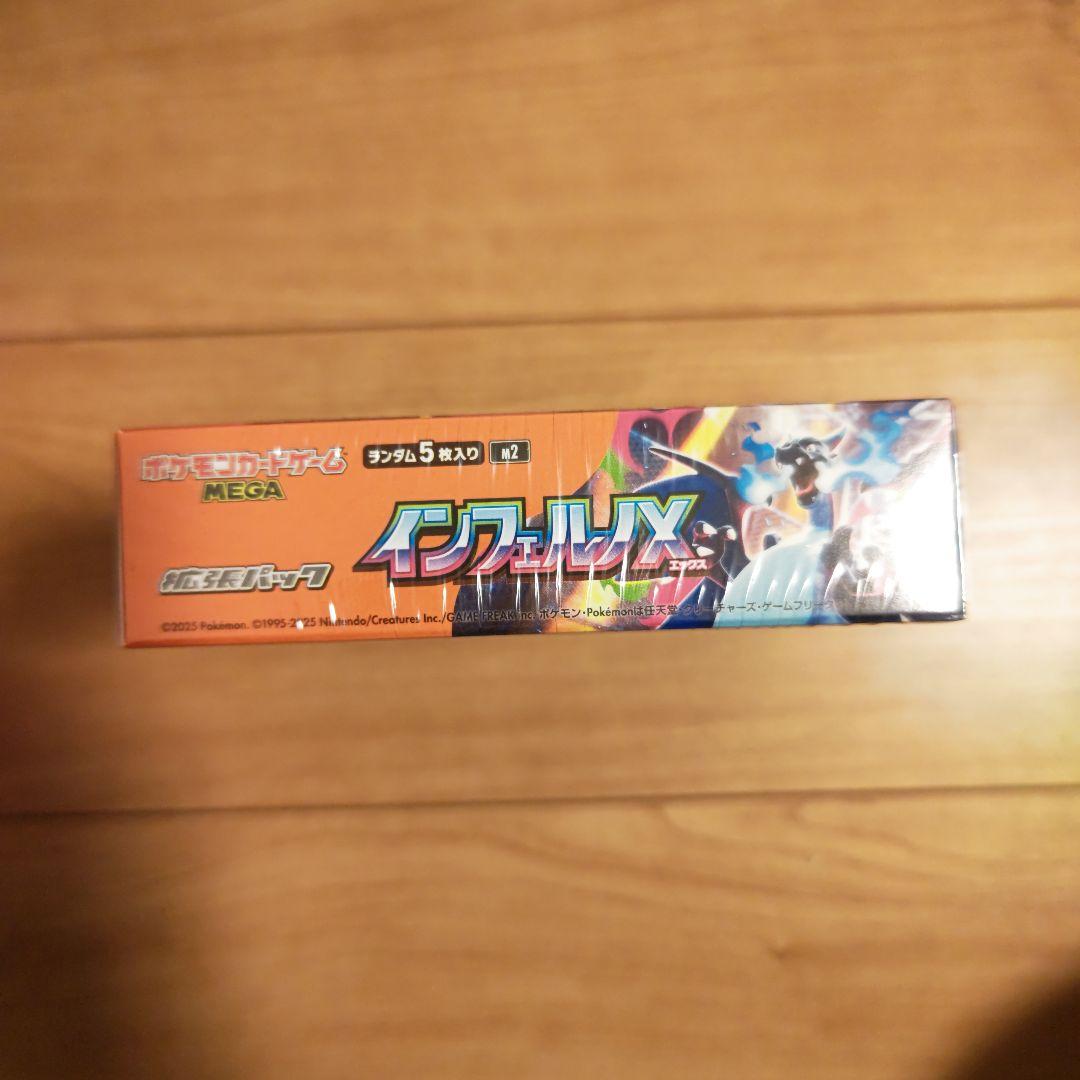 ポケモンカードゲーム
MEGA
ランダム5枚入り M2
インフェルノX
エックス
拡張パック
©2025 Pokémon. ©1995-2025 Nintendo/Creatures Inc./GAME FREAK inc. ポケモン・Pokémonは任天堂・クリーチャーズ・ゲームフリーク